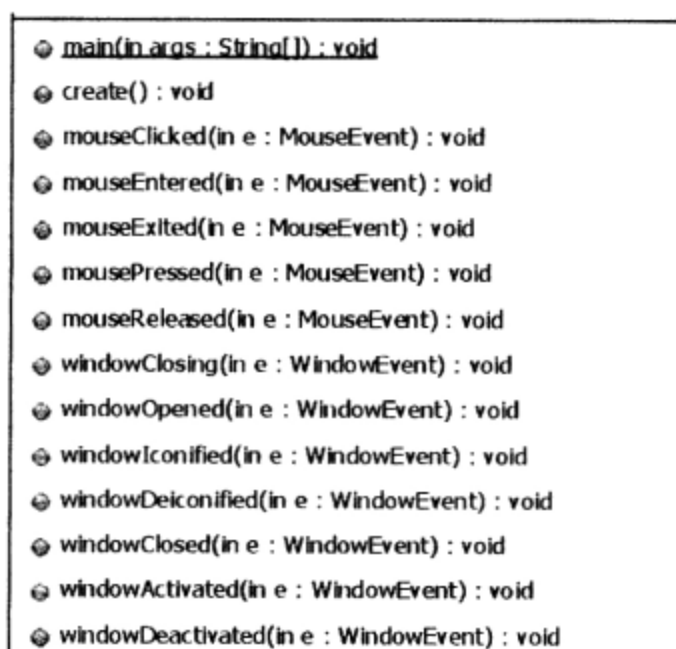 main(in args : String[]) : void
create() : void
mouseClicked(in e : MouseEvent) : void
mouseEntered(in e : MouseEvent) : void
mouseExited(in e : MouseEvent) : void
mousePressed(in e : MouseEvent) : void
mouseReleased(in e : MouseEvent) : void
windowClosing(in e : WindowEvent) : void
windowOpened(in e : WindowEvent) : void
windowIconified(in e : WindowEvent) : void
windowDeiconified(in e : WindowEvent) : void
windowClosed(in e : WindowEvent) : void
windowActivated(in e : WindowEvent) : void
windowDeactivated(in e : WindowEvent) : void